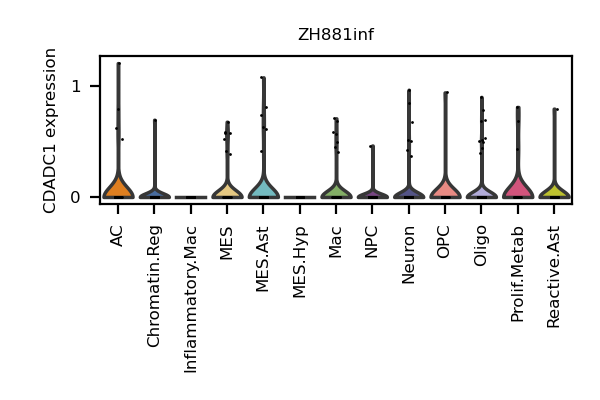 ZH881inf
CDADC1 expression
1
0
AC
Chromatin.Reg
Inflammatory.Mac
MES
MES.Ast
MES.Hyp
Mac
NPC
Neuron
OPC
Oligo
Prolif.Metab
Reactive.Ast